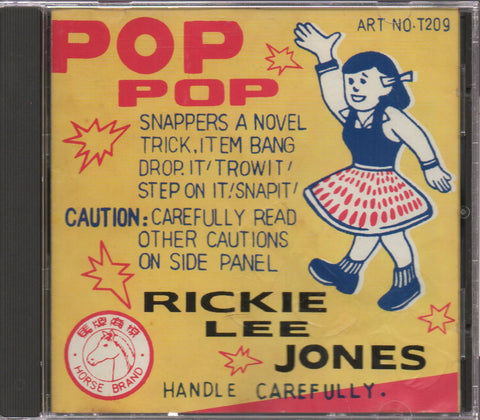 ART NO.T209
POP
POP
SNAPPERS A NOVEL
TRICK.ITEM BANG
DROP.IT/TROWIT/
STEP ON IT!SNAPIT/
CAUTION:CAREFULLY READ
OTHER CAUTIONS
ON SIDE PANEL
RICKIE
LEE
JONES
HORSE BRAND
HANDLE CAREFULLY.